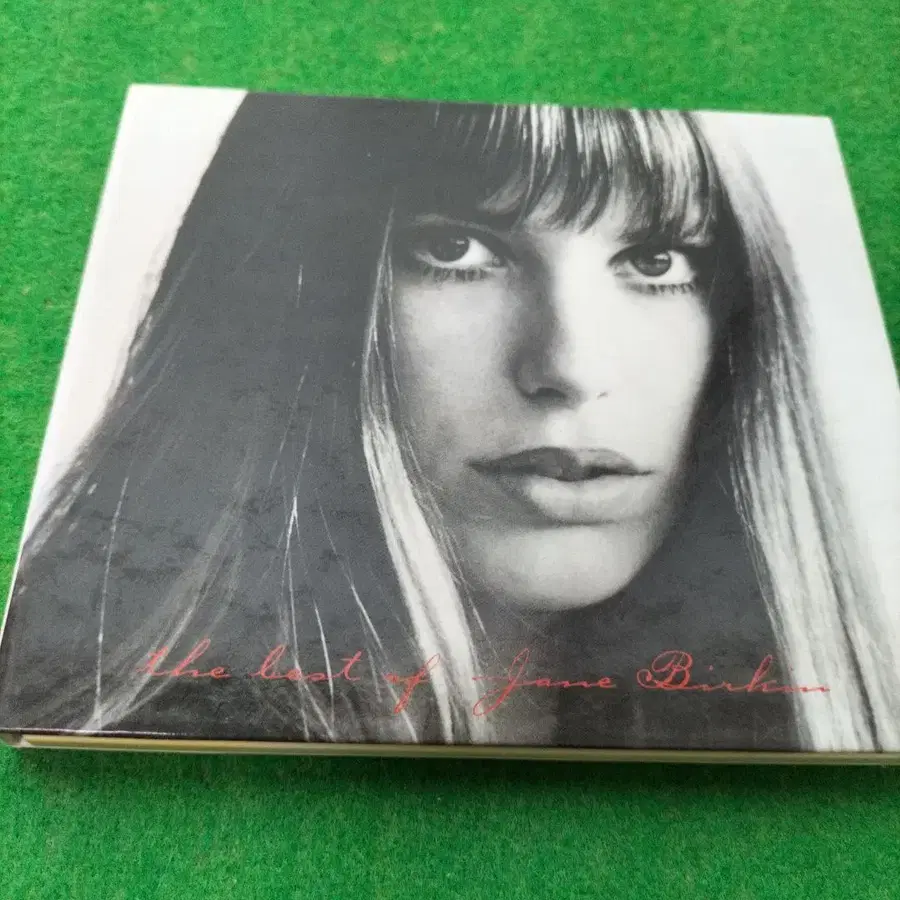 the best of Jane Birkin